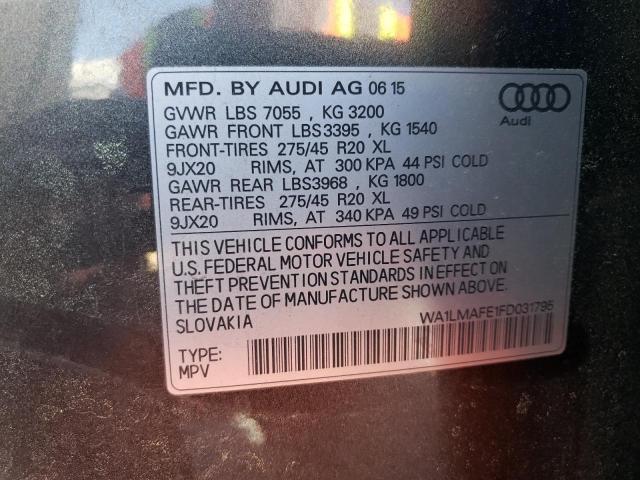 MFD. BY AUDI AG 06 15
GVWR LBS 7055 , KG 3200
GAWR FRONT LBS3395 , KG 1540
FRONT-TIRES 275/45 R20 XL
9JX20 RIMS, AT 300 KPA 44 PSI COLD
GAWR REAR LBS3968 , KG 1800
REAR-TIRES 275/45 R20 XL
9JX20 RIMS, AT 340 KPA 49 PSI COLD
Audi
THIS VEHICLE CONFORMS TO ALL APPLICABLE
U.S. FEDERAL MOTOR VEHICLE SAFETY AND
THEFT PREVENTION STANDARDS IN EFFECT ON
THE DATE OF MANUFACTURE SHOWN ABOVE.
SLOVAKIA
WA1LMAFE1FD031795
TYPE:
MPV